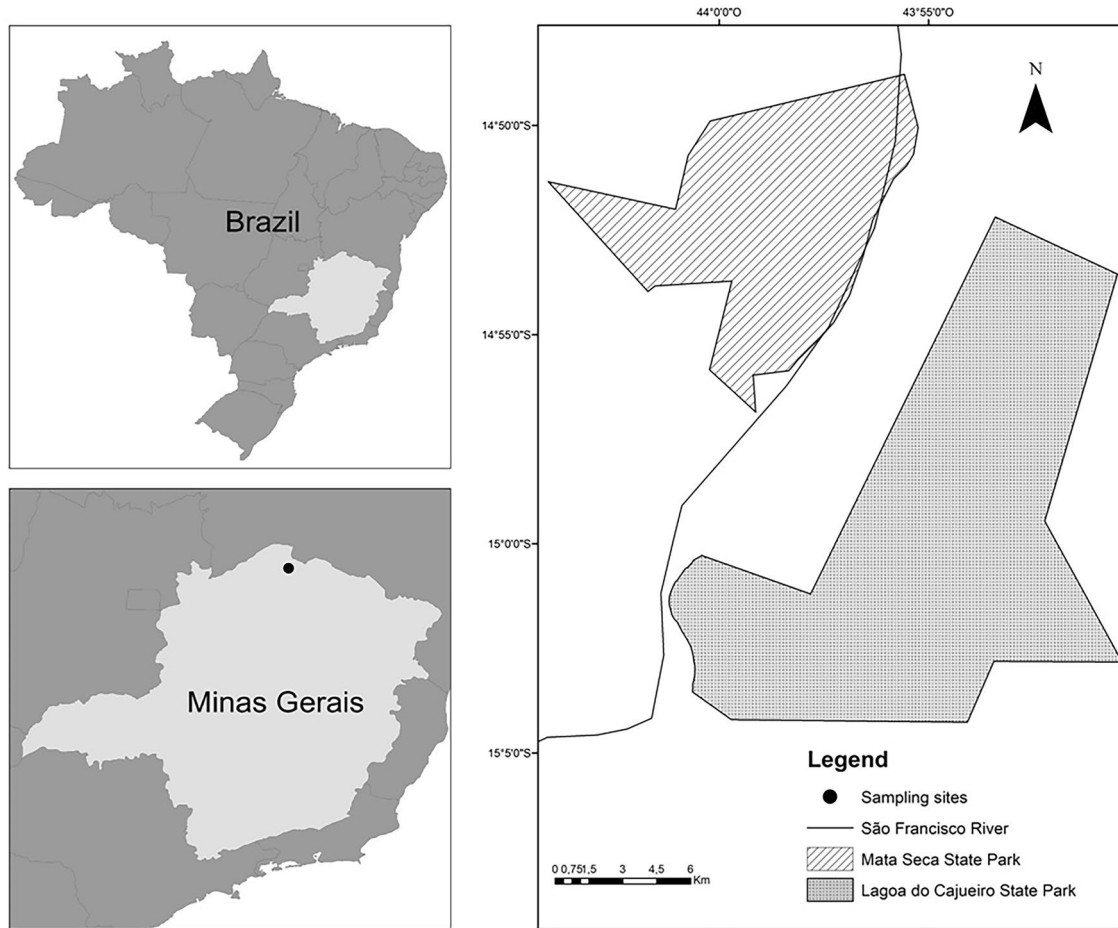 Brazil
Minas Gerais
44°0'0"O 43°55'0"O
N
14°50'0"S
14°55'0"S
15°0'0"S
15°5'0"S
Legend
Sampling sites
São Francisco River
Mata Seca State Park
Lagoa do Cajueiro State Park
0 0,751,5 3 4,5 6
Km